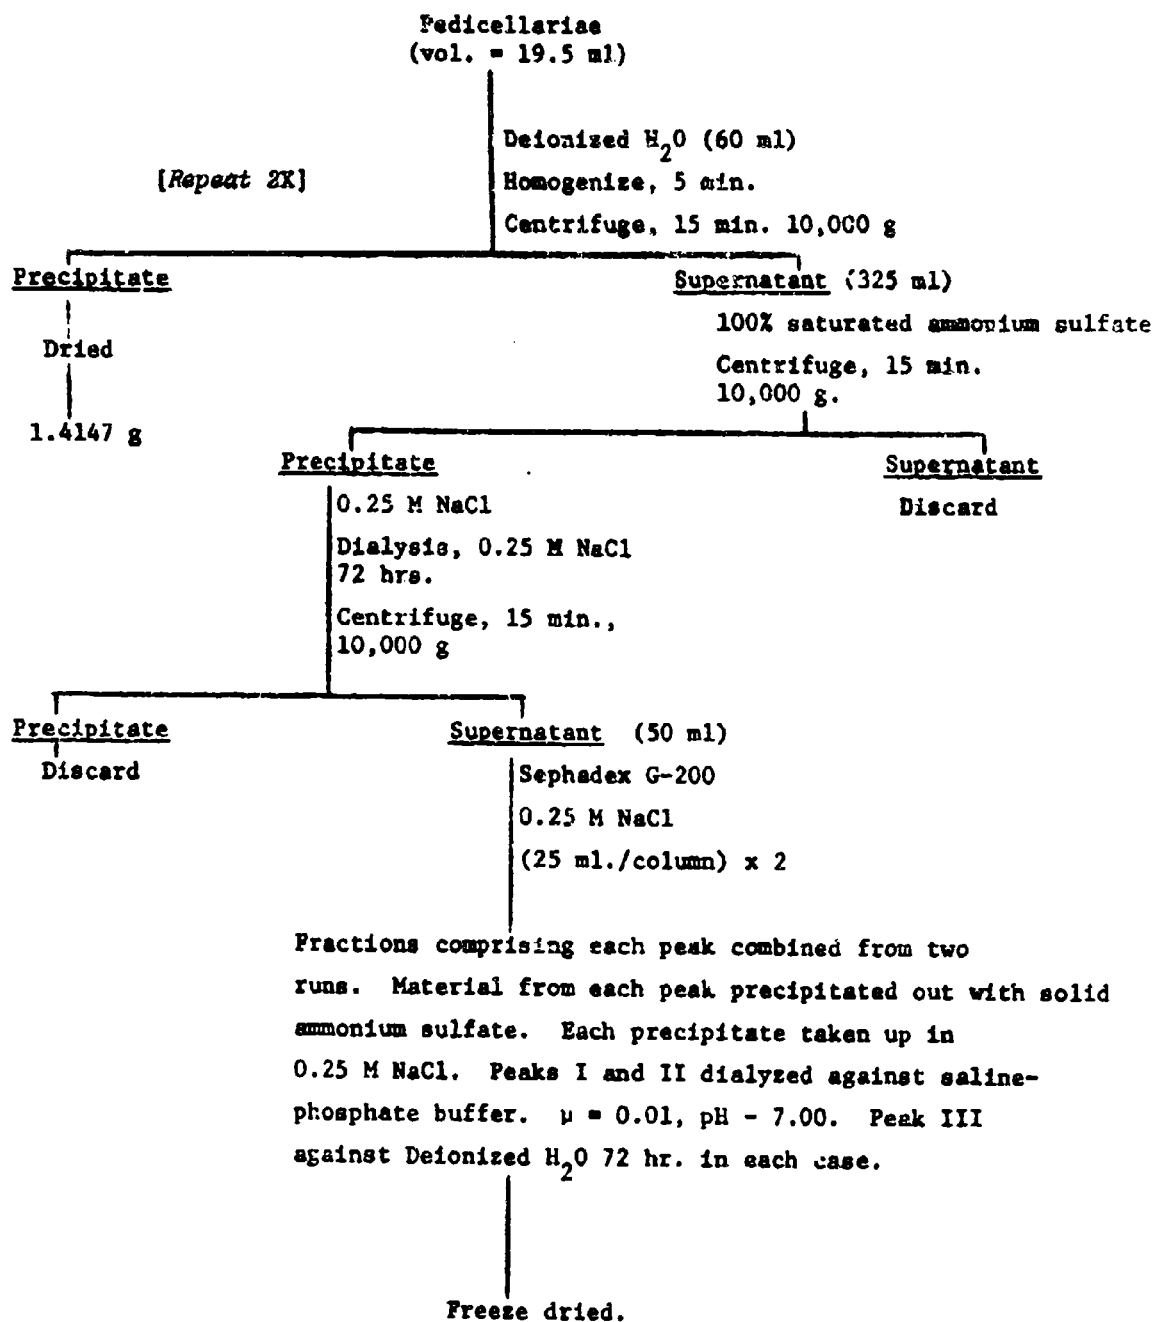 Pedicellariae
(vol. = 19.5 ml)
Deionized H2O (60 ml)
[Repeat 2X]
Homogenize, 5 min.
Centrifuge, 15 min. 10,000 g
Precipitate
Supernatant (325 ml)
100% saturated ammonium sulfate
Dried
Centrifuge, 15 min.
10,000 g.
1.4147 g
Precipitate
Supernatant
0.25 M NaCl
Discard
Dialysis, 0.25 M NaCl
72 hrs.
Centrifuge, 15 min.,
10,000 g
Precipitate
Supernatant (50 ml)
Discard
Sephadex G-200
0.25 M NaCl
(25 ml./column) x 2
Fractions comprising each peak combined from two
runs. Material from each peak precipitated out with solid
ammonium sulfate. Each precipitate taken up in
0.25 M NaCl. Peaks I and II dialyzed against saline-
phosphate buffer. μ = 0.01, pH - 7.00. Peak III
against Deionized H2O 72 hr. in each case.
Freeze dried.